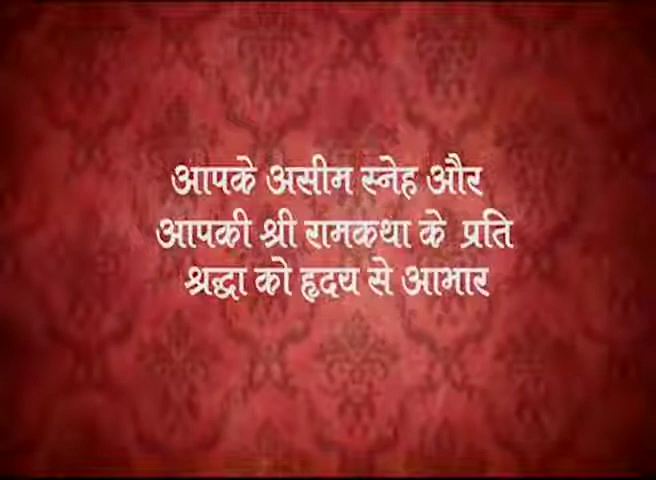 आपके असीम स्नेह और
आपकी श्री रामकथा के प्रति
श्रद्धा को हृदय से आभार